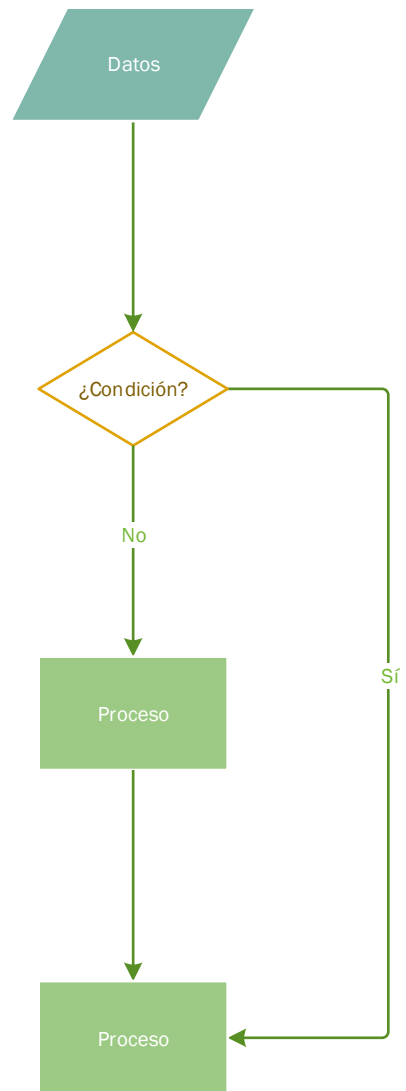 Datos
¿Condición?
No
Sí
Proceso
Proceso